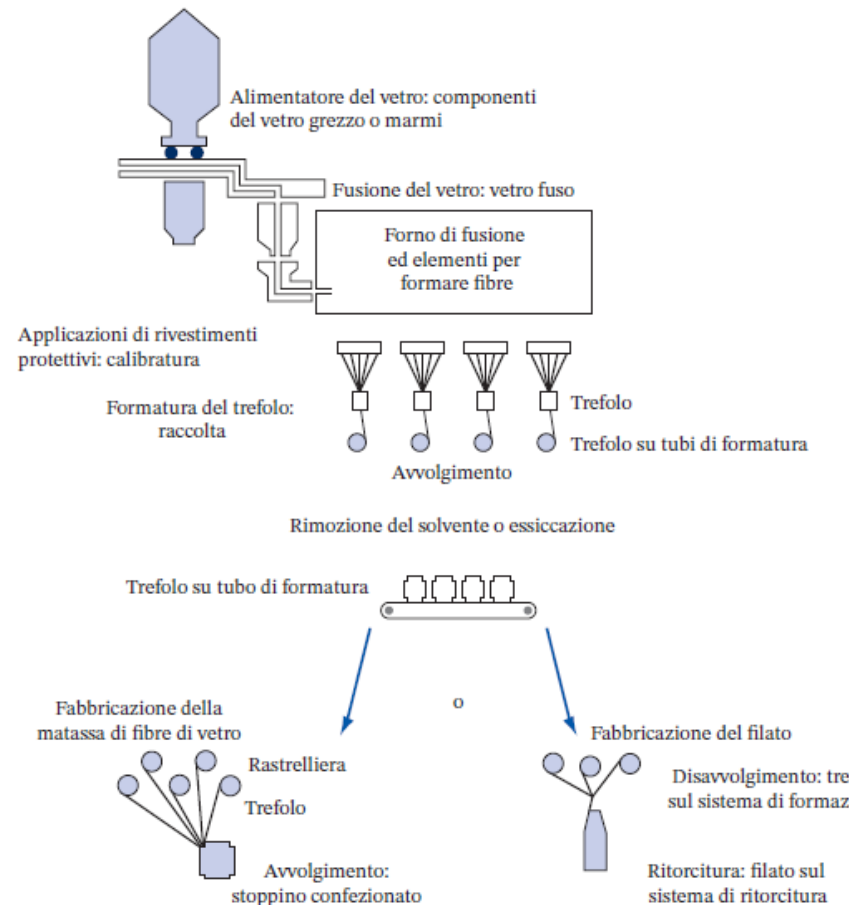 Alimentatore del vetro: componenti
del vetro grezzo o marmi
Fusione del vetro: vetro fuso
Forno di fusione
ed elementi per
formare fibre
Applicazioni di rivestimenti
protettivi: calibratura
Formatura del trefolo:
raccolta
Trefolo
Trefolo su tubi di formatura
Avvolgimento
Rimozione del solvente o essiccazione
Trefolo su tubo di formatura
o
Fabbricazione della
matassa di fibre di vetro
Rastrelliera
Trefolo
Avvolgimento:
stoppino confezionato
Fabbricazione del filato
Disavvolgimento: tre
sul sistema di formaz
Ritorcitura: filato sul
sistema di ritorcitura